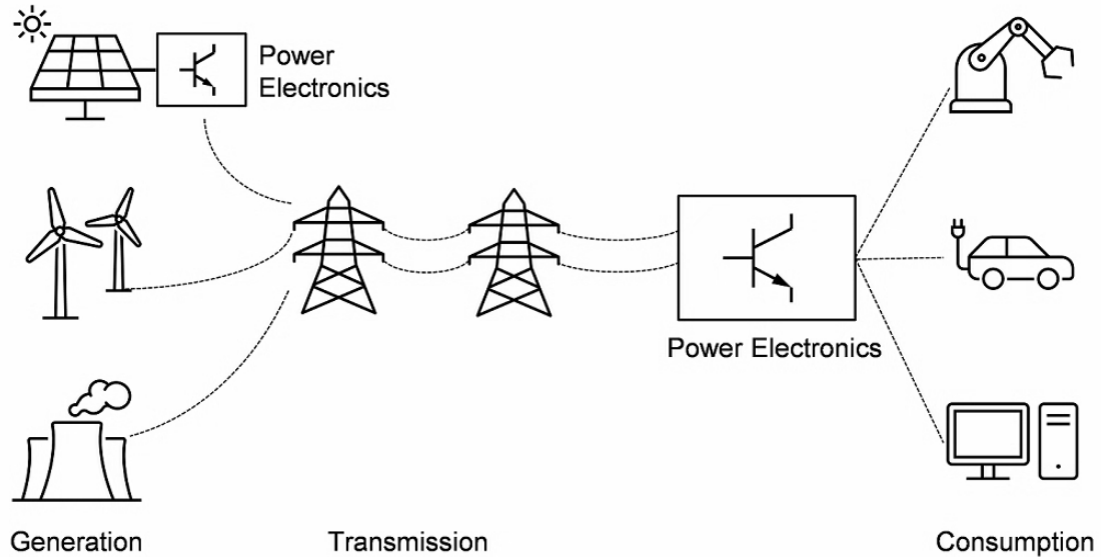 Power
Electronics
Power Electronics
Generation
Transmission
Consumption